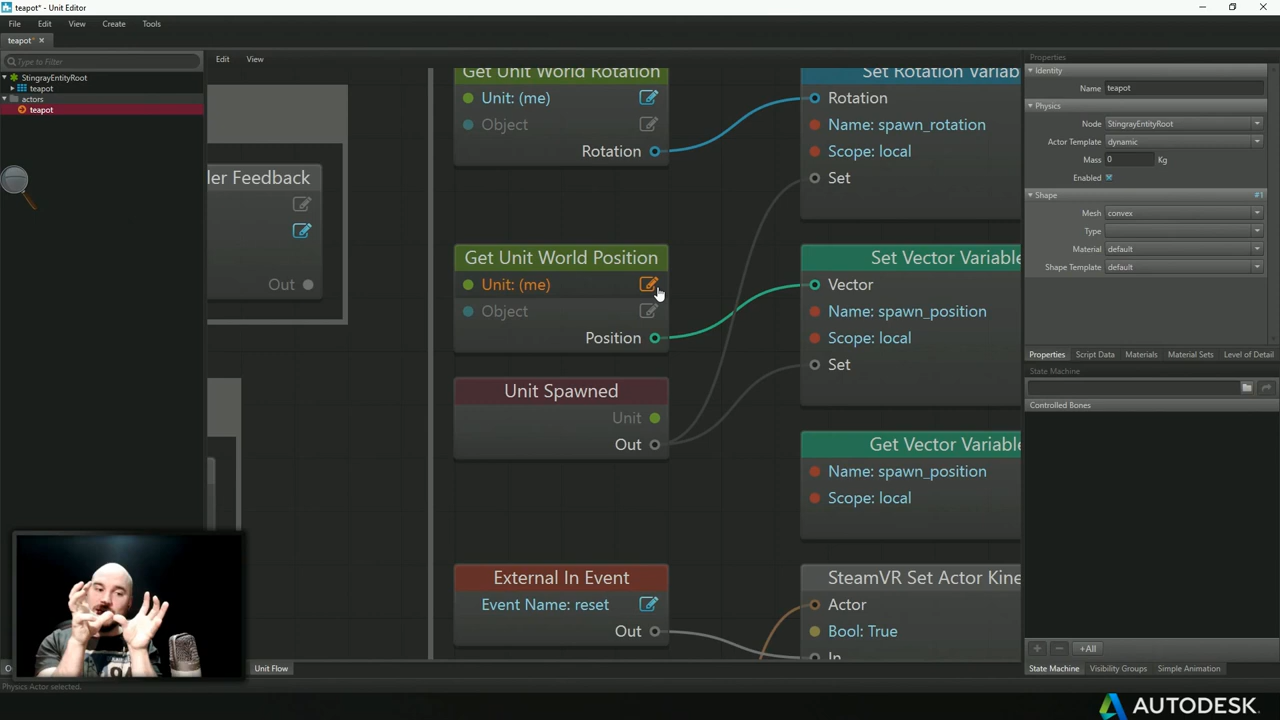 teapot* - Unit Editor
File Edit View Create Tools
teapot*
Type to Filter
StingrayEntityRoot
teapot
actors
teapot
Edit View
ler Feedback
Out
Get Unit World Rotation
Unit: (me)
Object
Rotation
Get Unit World Position
Unit: (me)
Object
Position
Unit Spawned
Unit
Out
External In Event
Event Name: reset
Out
Set Rotation Variab
Rotation
Name: spawn_rotation
Scope: local
Set
Set Vector Variable
Vector
Name: spawn_position
Scope: local
Set
Get Vector Variable
Name: spawn_position
Scope: local
SteamVR Set Actor Kine
Actor
Bool: True
In
Unit Flow
Physics Actor selected.
Properties
Identity
Name teapot
Physics
Node StingrayEntityRoot
Actor Template dynamic
Mass 0 Kg
Enabled
Shape #1
Mesh convex
Type
Material default
Shape Template default
Properties Script Data Materials Material Sets Level of Detail
State Machine
Controlled Bones
+All
State Machine Visibility Groups Simple Animation
AUTODESK.